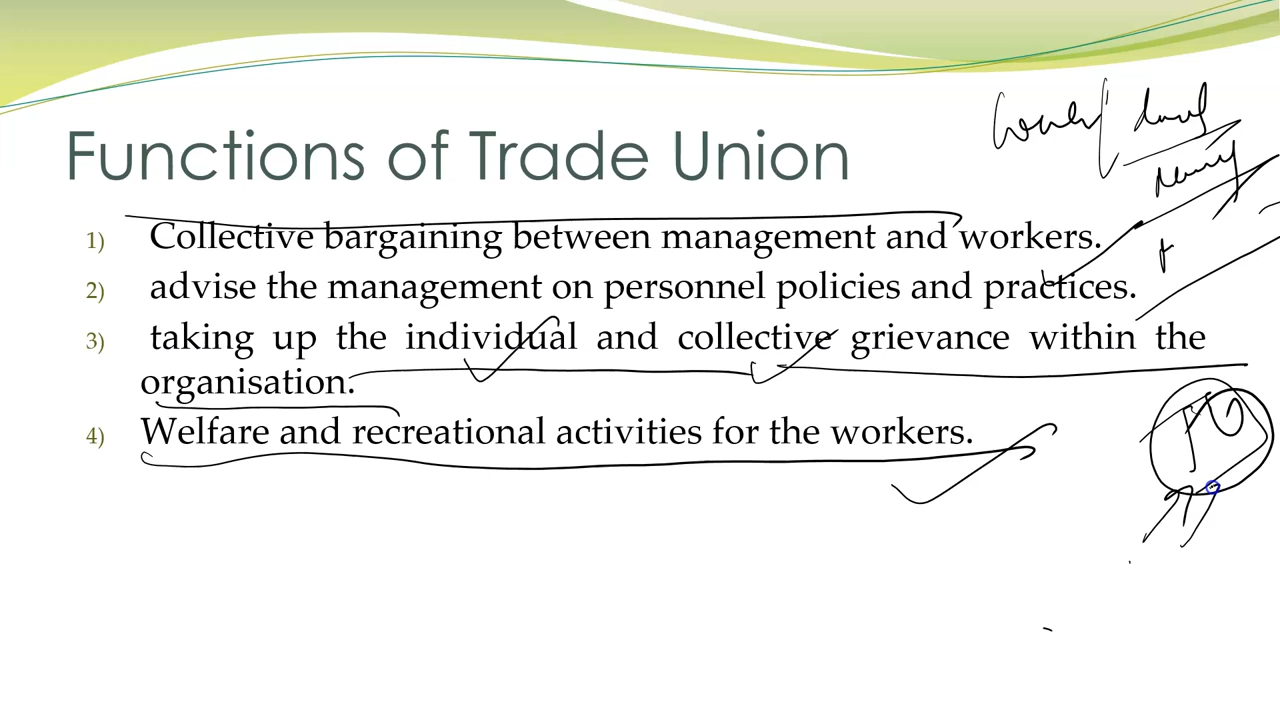 Functions of Trade Union
1) Collective bargaining between management and workers.
2) advise the management on personnel policies and practices.
3) taking up the individual and collective grievance within the
organisation.
4) Welfare and recreational activities for the workers.